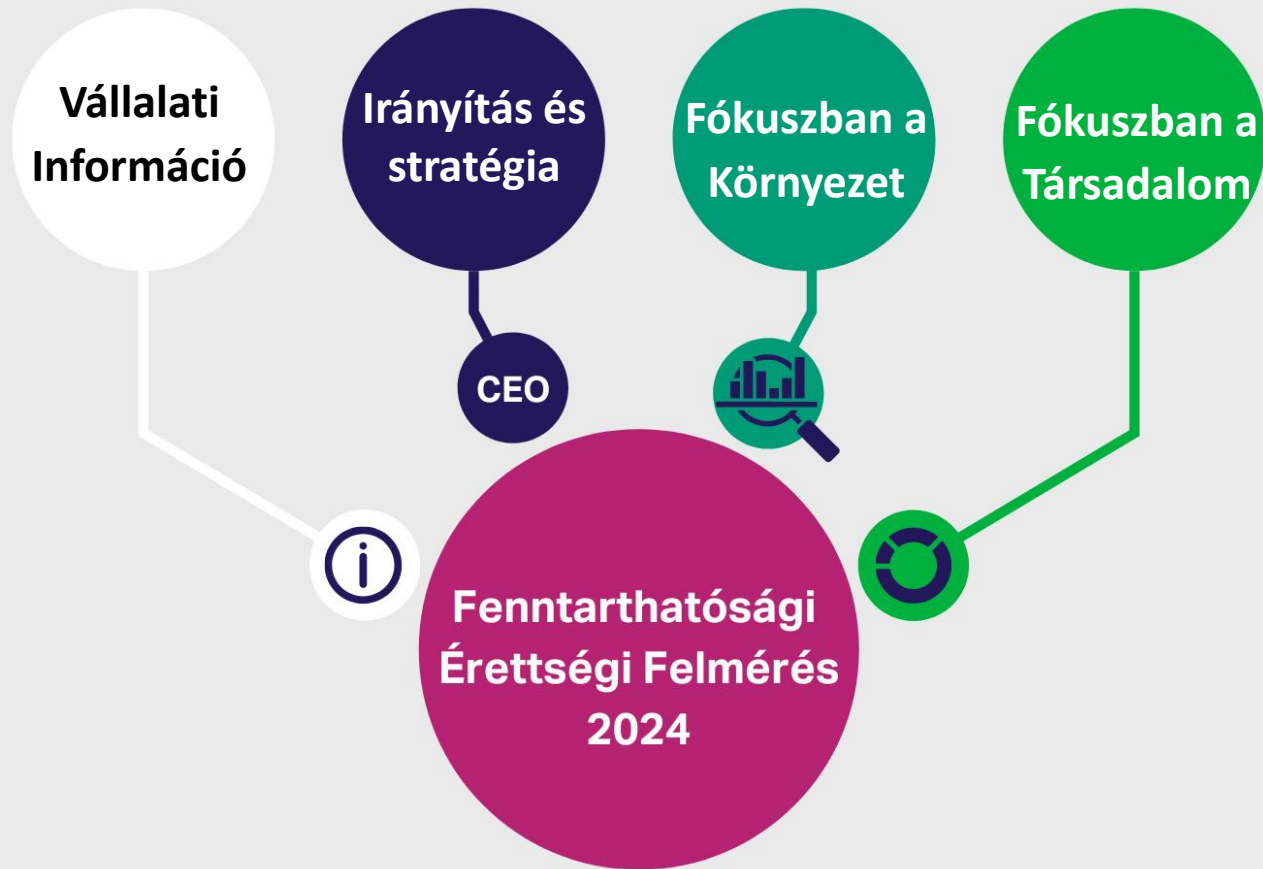 Vállalati
Információ
Irányítás és
stratégia
Fókuszban a
Környezet
Fókuszban a
Társadalom
CEO
i
Fenntarthatósági
Érettségi Felmérés
2024